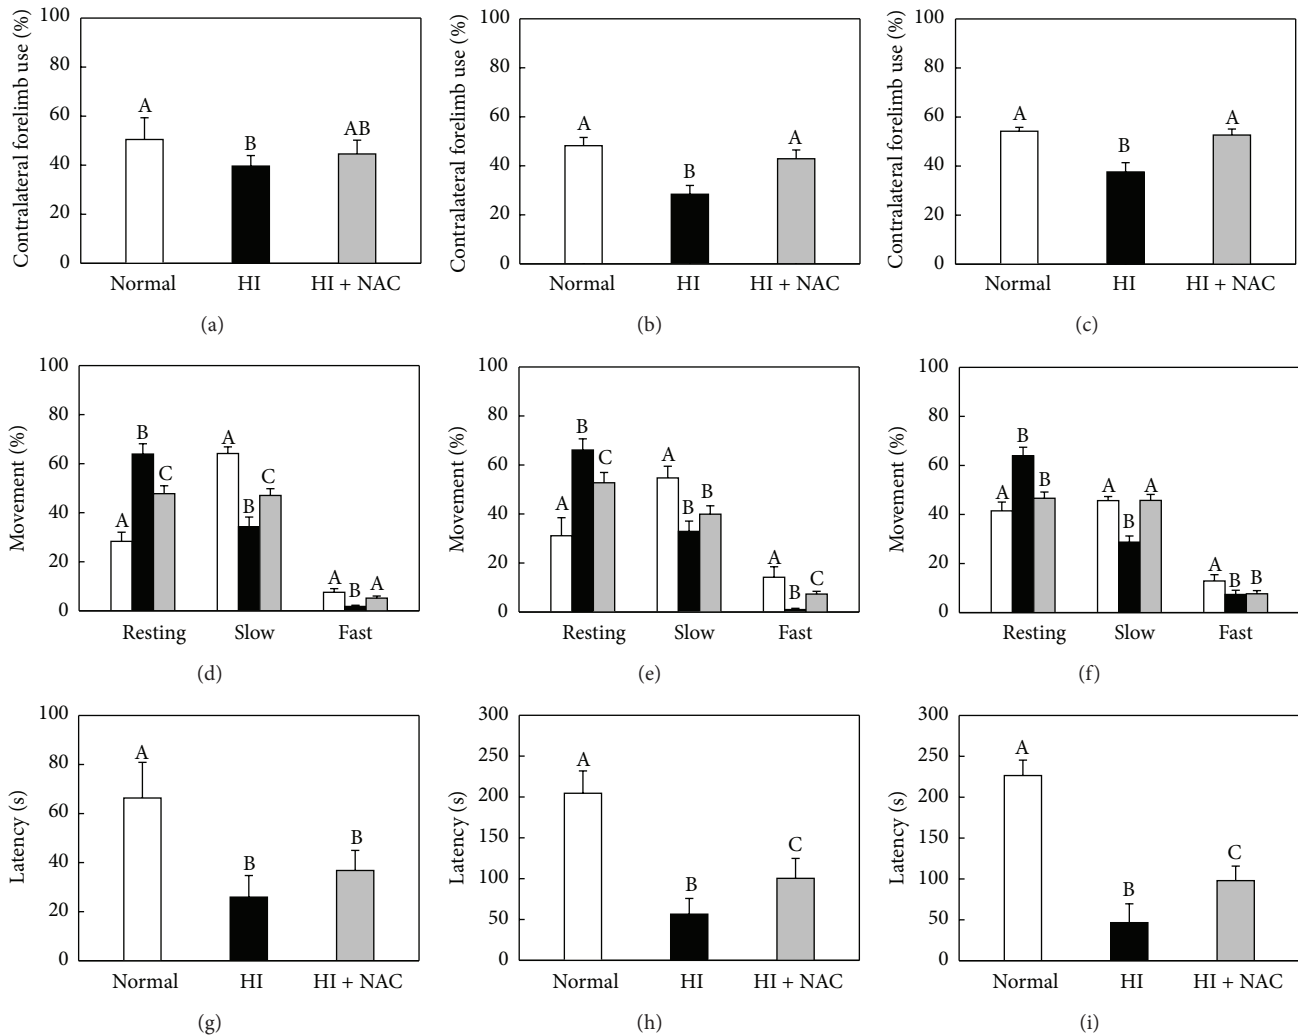 Contralateral forelimb use (%)
100
80
60
40
20
0
A
B
AB
Normal HI HI + NAC
(a)
Contralateral forelimb use (%)
100
80
60
40
20
0
A
B
A
Normal HI HI + NAC
(b)
Contralateral forelimb use (%)
100
80
60
40
20
0
A
B
A
Normal HI HI + NAC
(c)
Movement (%)
100
80
60
40
20
0
A B C
A B C
A B A
Resting Slow Fast
(d)
Movement (%)
100
80
60
40
20
0
A B C
A B B
A B C
Resting Slow Fast
(e)
Movement (%)
100
80
60
40
20
0
A B B
A B A
A B B
Resting Slow Fast
(f)
Latency (s)
100
80
60
40
20
0
A
B
B
Normal HI HI + NAC
(g)
Latency (s)
300
250
200
150
100
50
0
A
B
C
Normal HI HI + NAC
(h)
Latency (s)
300
250
200
150
100
50
0
A
B
C
Normal HI HI + NAC
(i)